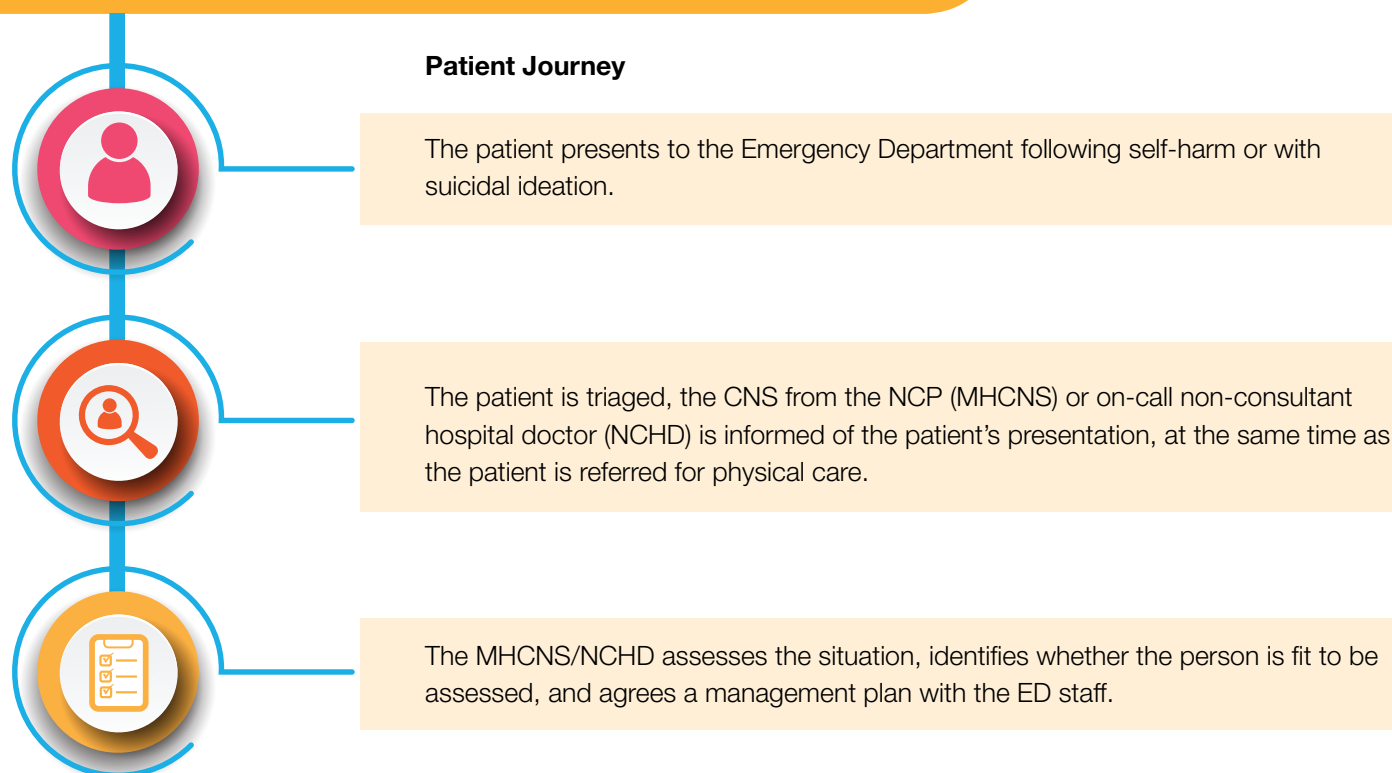 Patient Journey
The patient presents to the Emergency Department following self-harm or with
suicidal ideation.
The patient is triaged, the CNS from the NCP (MHCNS) or on-call non-consultant
hospital doctor (NCHD) is informed of the patient’s presentation, at the same time as
the patient is referred for physical care.
The MHCNS/NCHD assesses the situation, identifies whether the person is fit to be
assessed, and agrees a management plan with the ED staff.